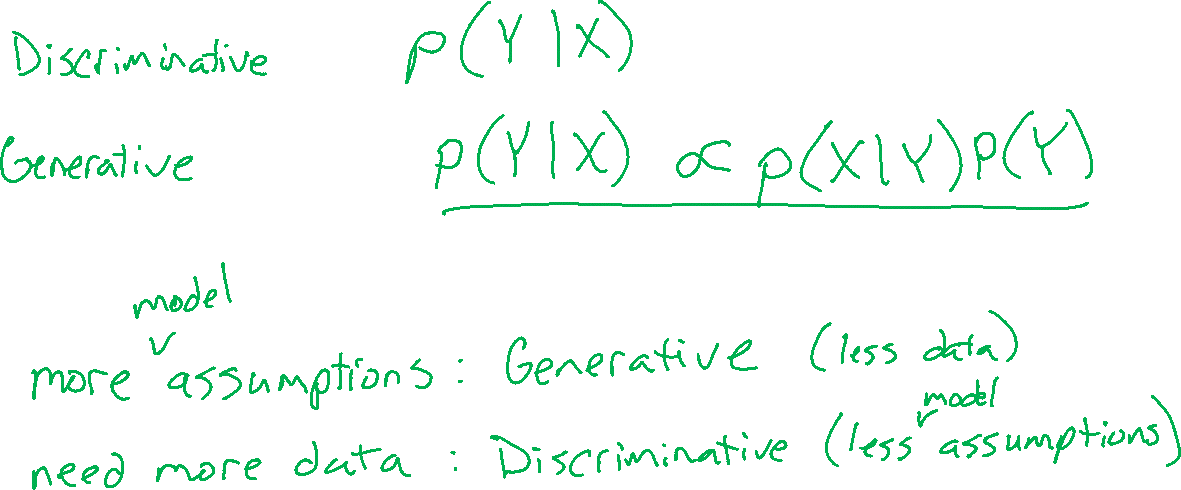 Discriminative p(Y|X)
Generative p(Y|X) ∝ p(X|Y)P(Y)
model
more assumptions : Generative (less data)
model
need more data : Discriminative (less assumptions)